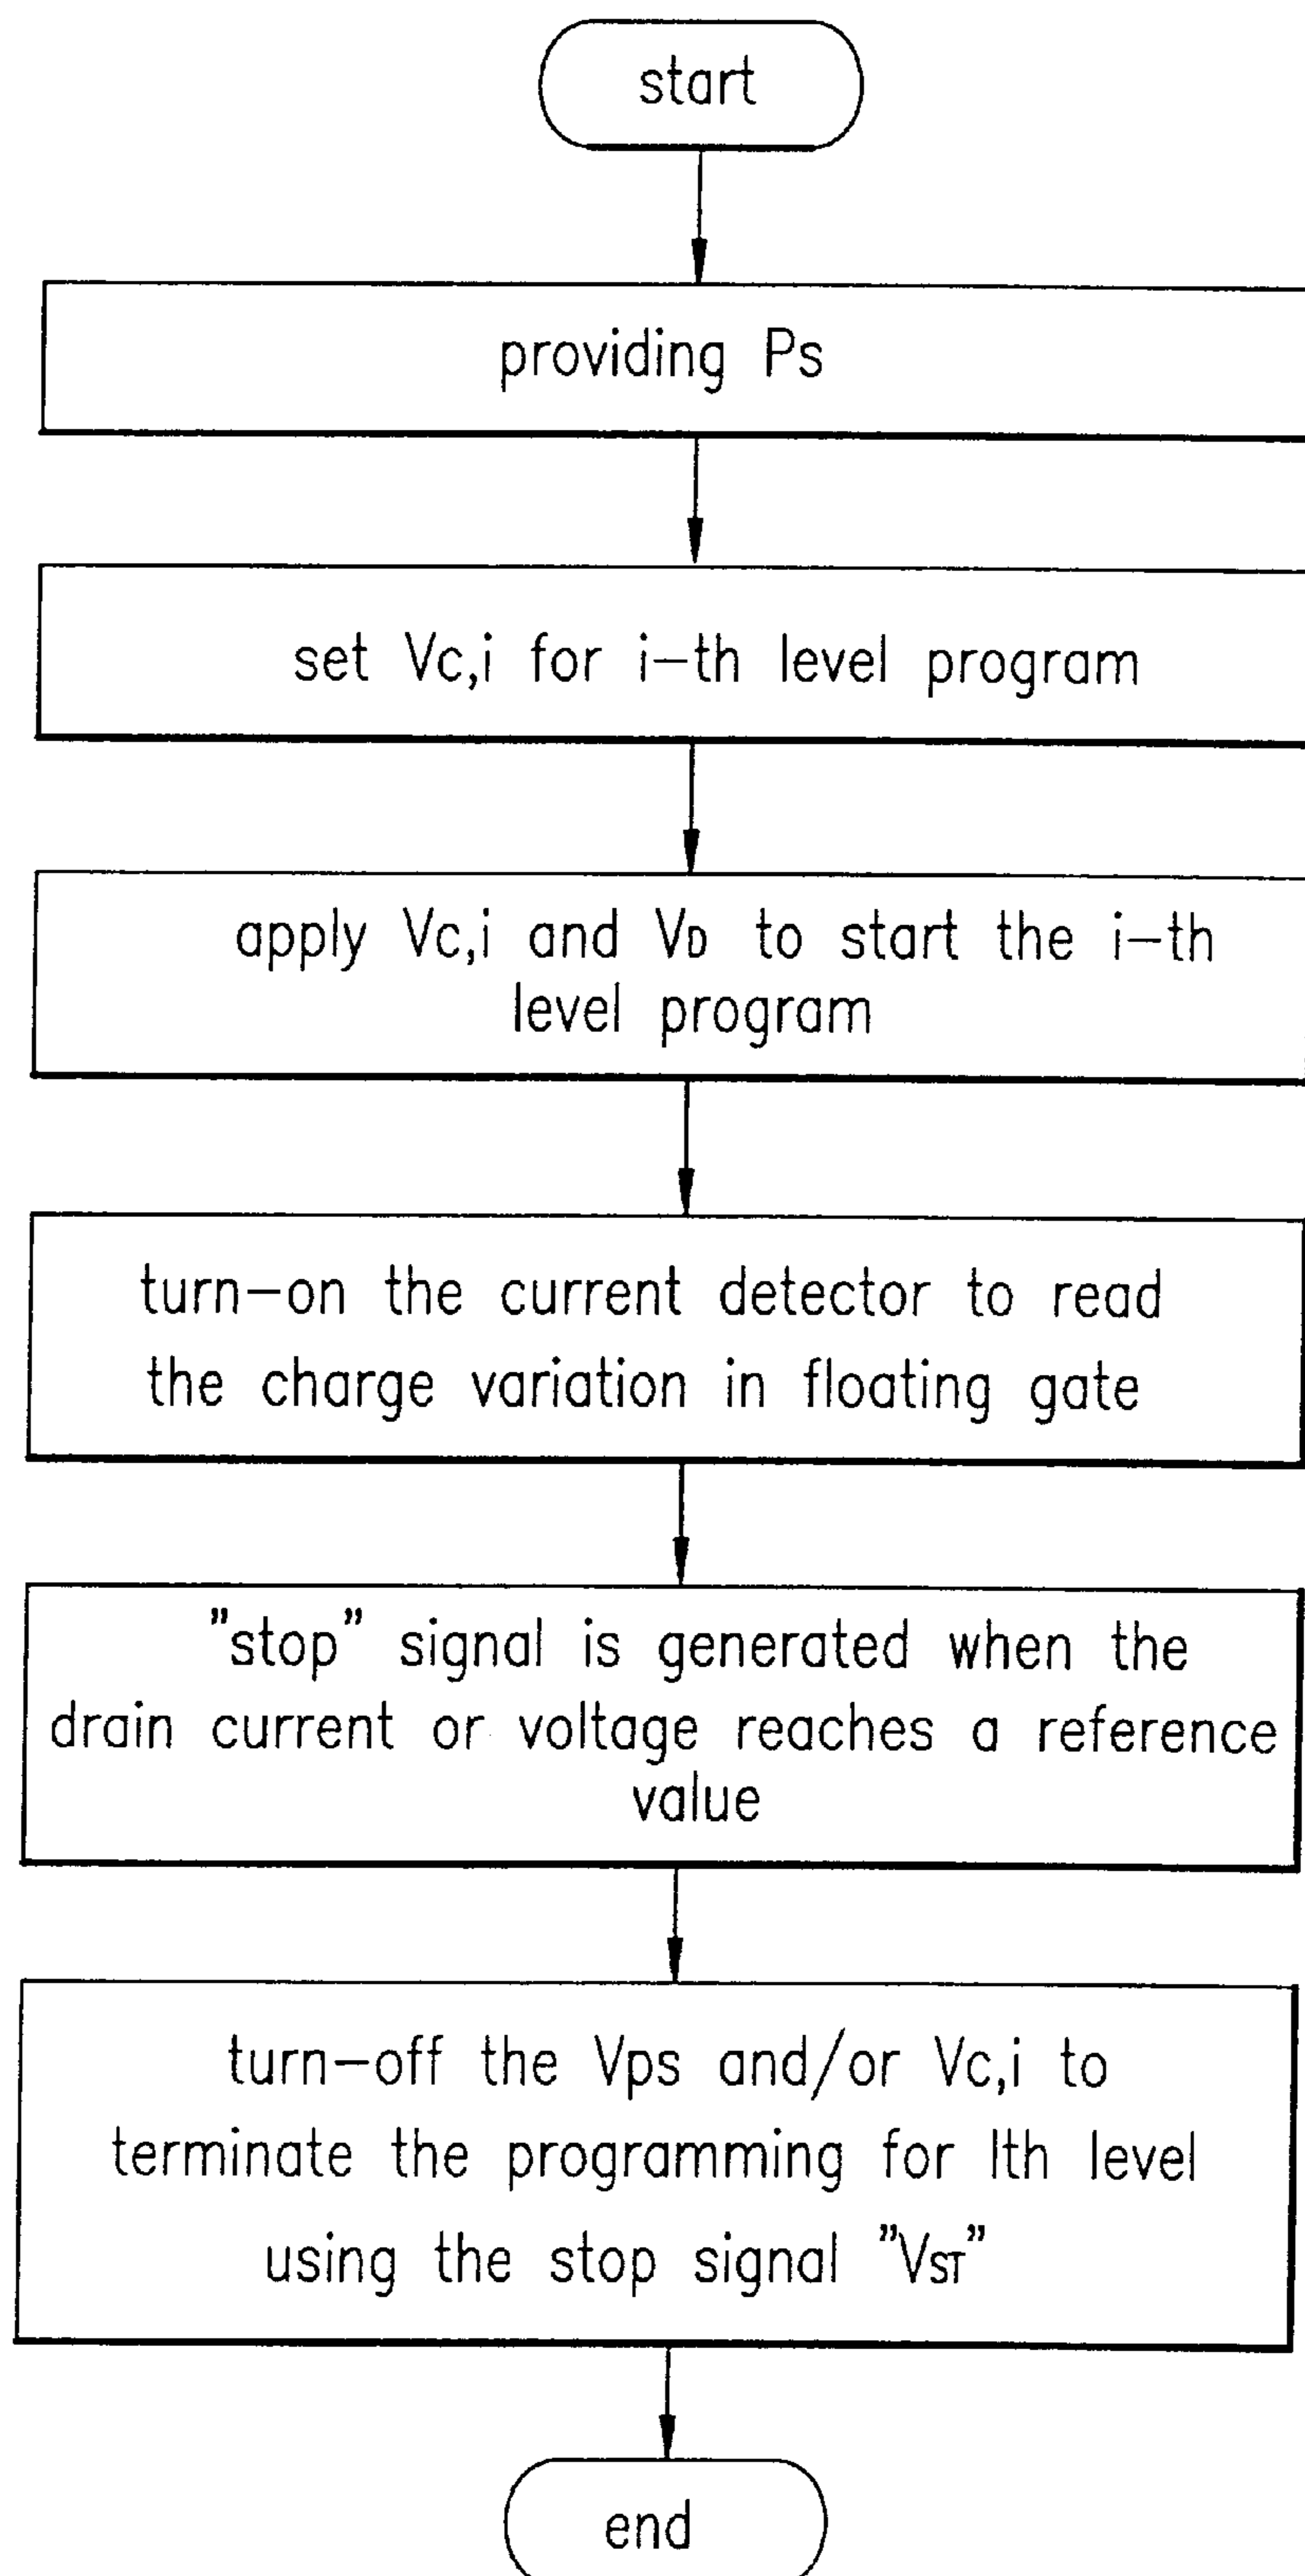 start
providing Ps
set Vc,i for i-th level program
apply Vc,i and VD to start the i-th
level program
turn-on the current detector to read
the charge variation in floating gate
"stop" signal is generated when the
drain current or voltage reaches a reference
value
turn-off the Vps and/or Vc,i to
terminate the programming for Ith level
using the stop signal "VST"
end